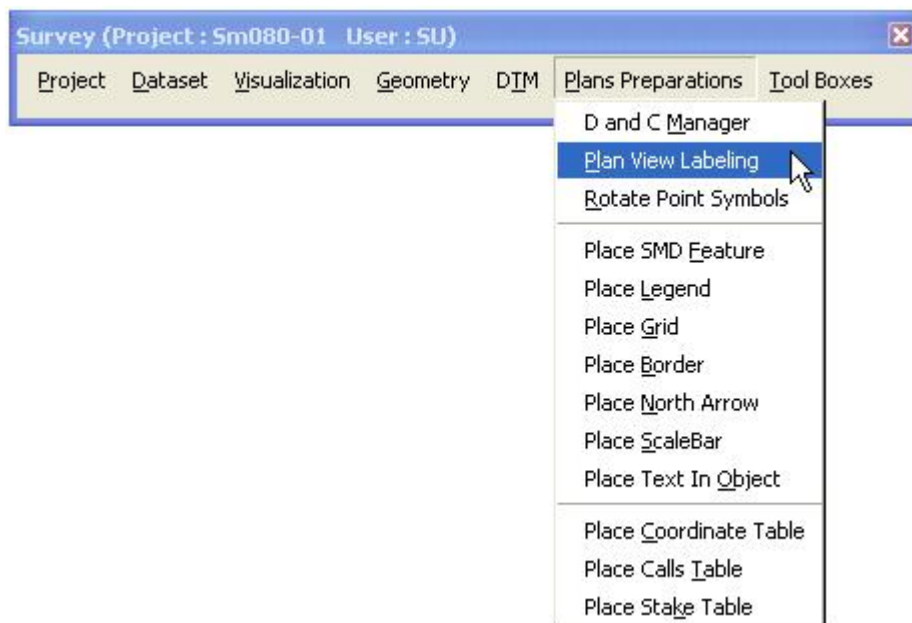 Survey (Project : Sm080-01 User : SU)
Project Dataset Visualization Geometry DTM Plans Preparations Tool Boxes
D and C Manager
Plan View Labeling
Rotate Point Symbols
Place SMD Feature
Place Legend
Place Grid
Place Border
Place North Arrow
Place ScaleBar
Place Text In Object
Place Coordinate Table
Place Calls Table
Place Stake Table